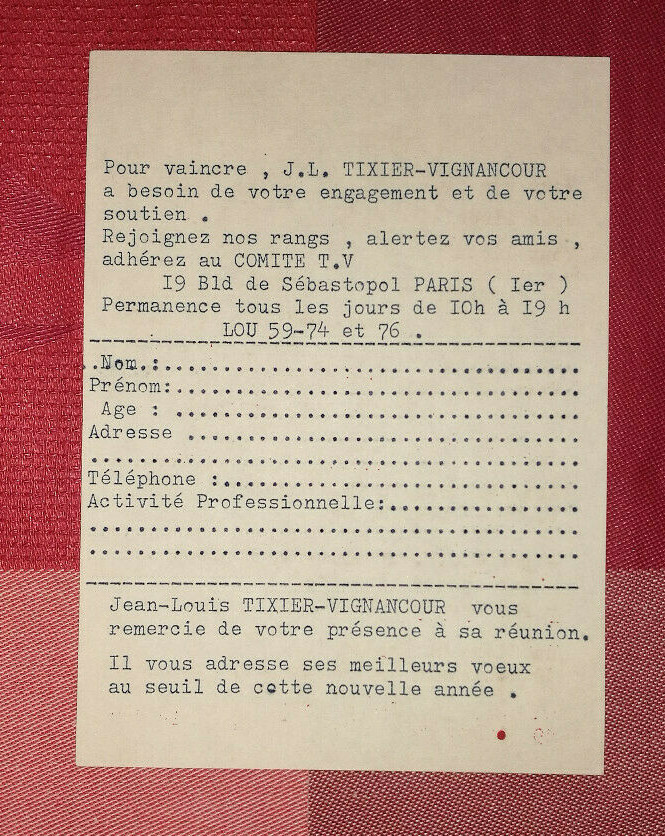 Pour vaincre , J.L. TIXIER-VIGNANCOUR
a besoin de votre engagement et de votre
soutien .
Rejoignez nos rangs , alertez vos amis ,
adhérez au COMITE T.V
I9 Bld de Sébastopol PARIS ( Ier )
Permanence tous les jours de IOh à I9 h
LOU 59-74 et 76 .
..Nom.:...................................
Prénom:..................................
Age : ..................................
Adresse .................................
.........................................
Téléphone :..............................
Activité Professionnelle:................
.........................................
.........................................
Jean-Louis TIXIER-VIGNANCOUR vous
remercie de votre présence à sa réunion.
Il vous adresse ses meilleurs voeux
au seuil de cette nouvelle année .